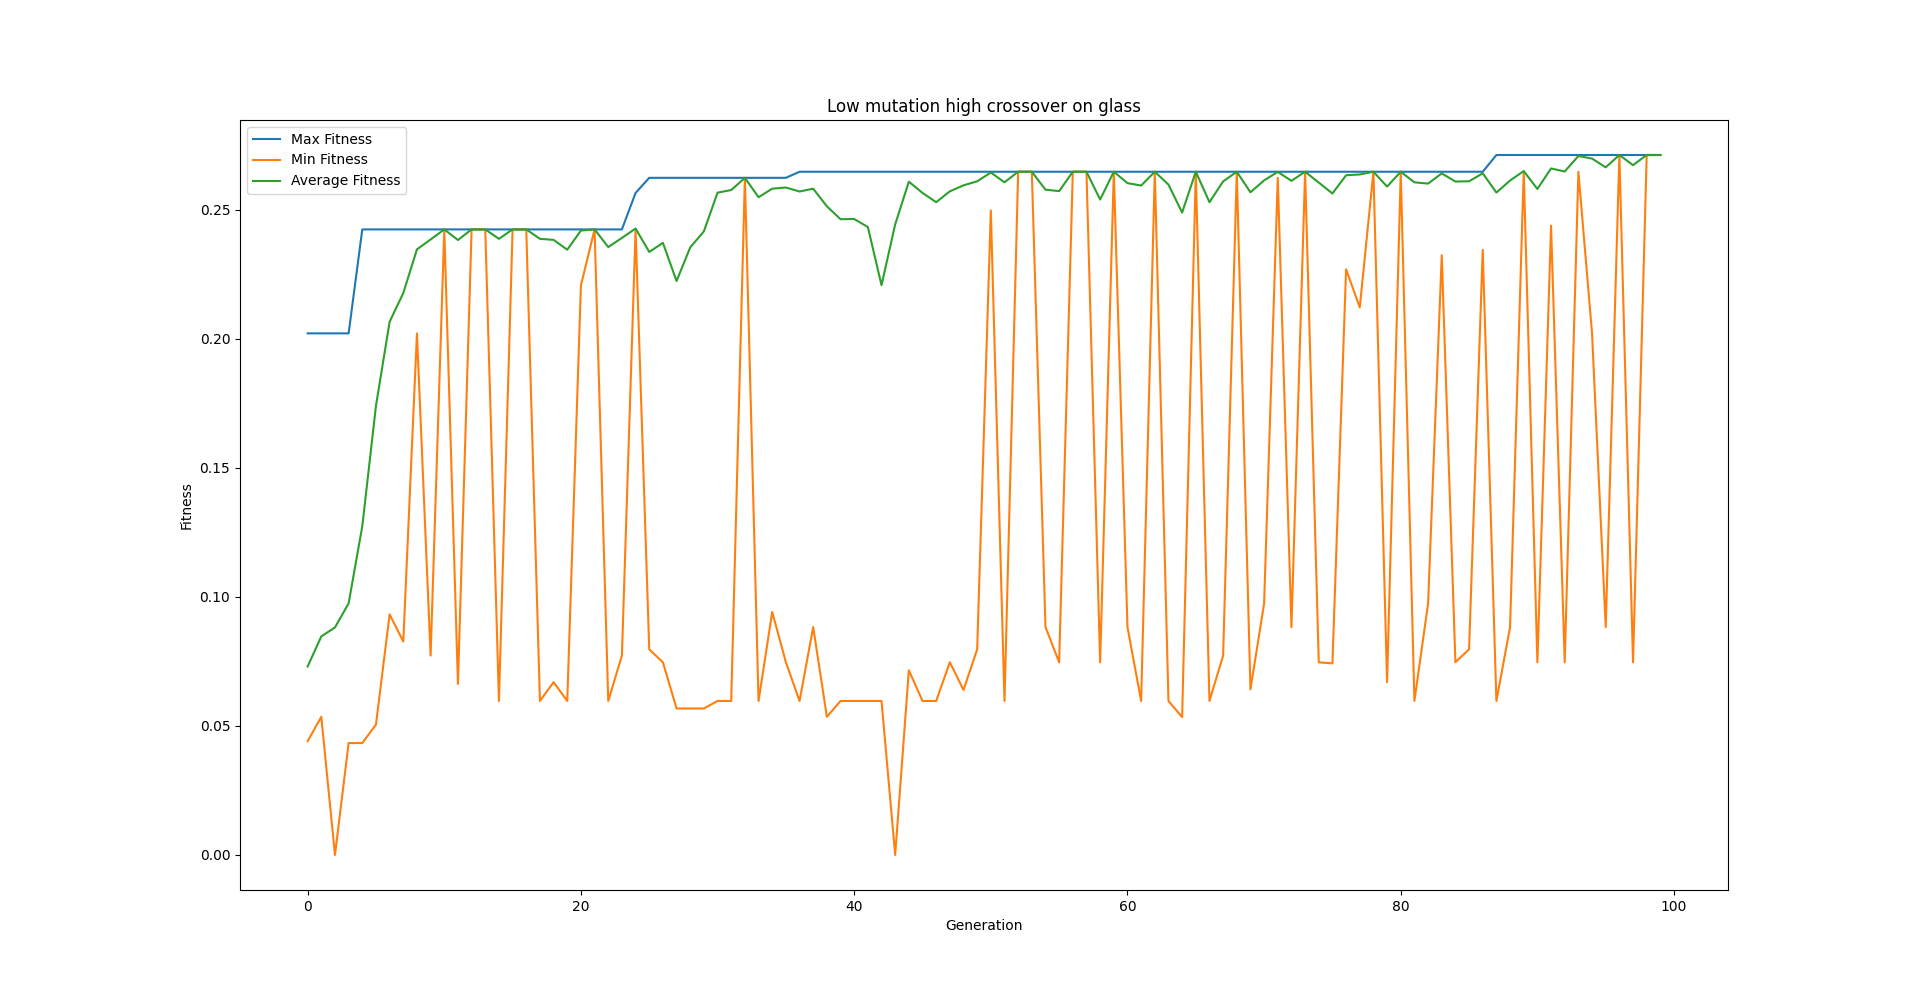 Low mutation high crossover on glass
Max Fitness
Min Fitness
Average Fitness
0.25
0.20
0.15
0.10
0.05
0.00
Fitness
0 20 40 60 80 100
Generation